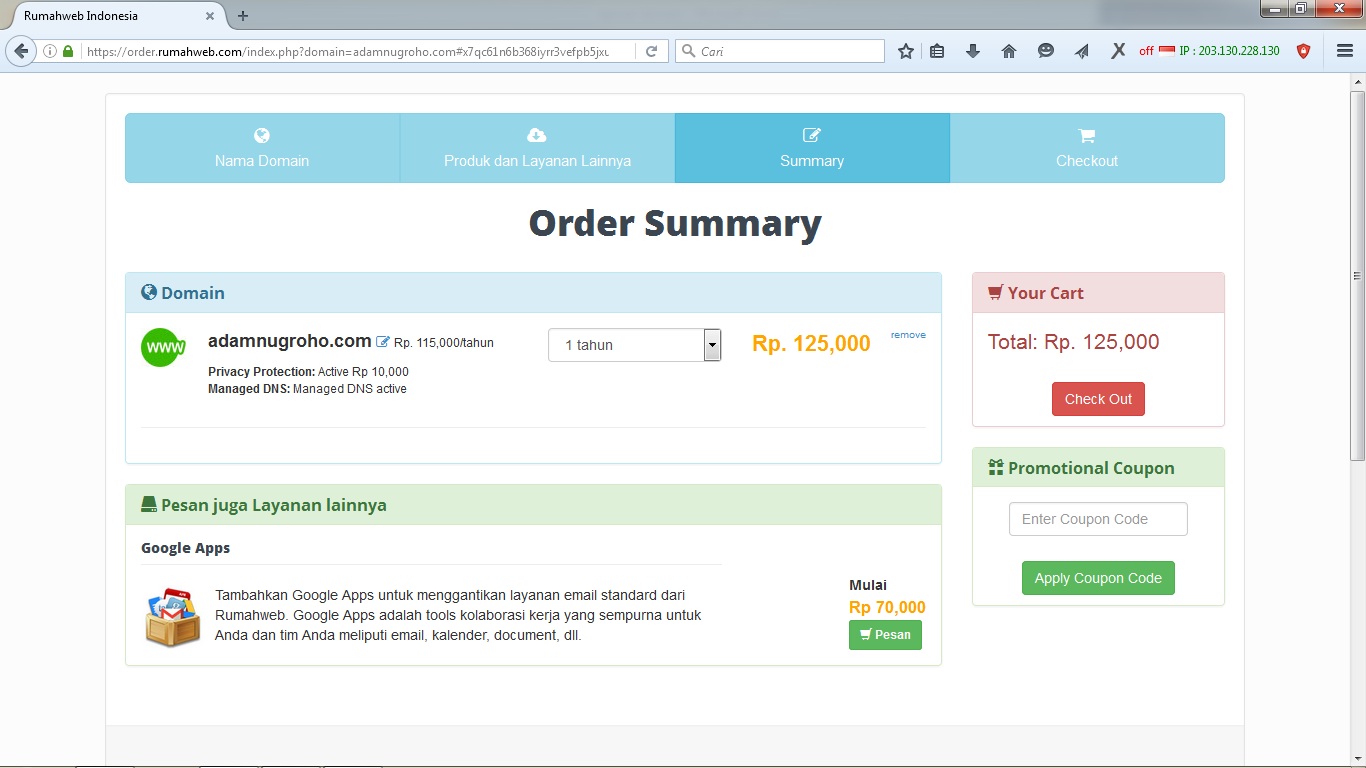 Rumahweb Indonesia
https://order.rumahweb.com/index.php?domain=adamnugroho.com#x7qc61n6b368iyrr3vefpb5jxu
Cari
off IP : 203.130.228.130
Nama Domain
Produk dan Layanan Lainnya
Summary
Checkout
Order Summary
Domain
www
adamnugroho.com Rp. 115,000/tahun
1 tahun
Rp. 125,000
remove
Privacy Protection: Active Rp 10,000
Managed DNS: Managed DNS active
Your Cart
Total: Rp. 125,000
Check Out
Promotional Coupon
Enter Coupon Code
Apply Coupon Code
Pesan juga Layanan lainnya
Google Apps
Tambahkan Google Apps untuk menggantikan layanan email standard dari
Rumahweb. Google Apps adalah tools kolaborasi kerja yang sempurna untuk
Anda dan tim Anda meliputi email, kalender, document, dll.
Mulai
Rp 70,000
Pesan